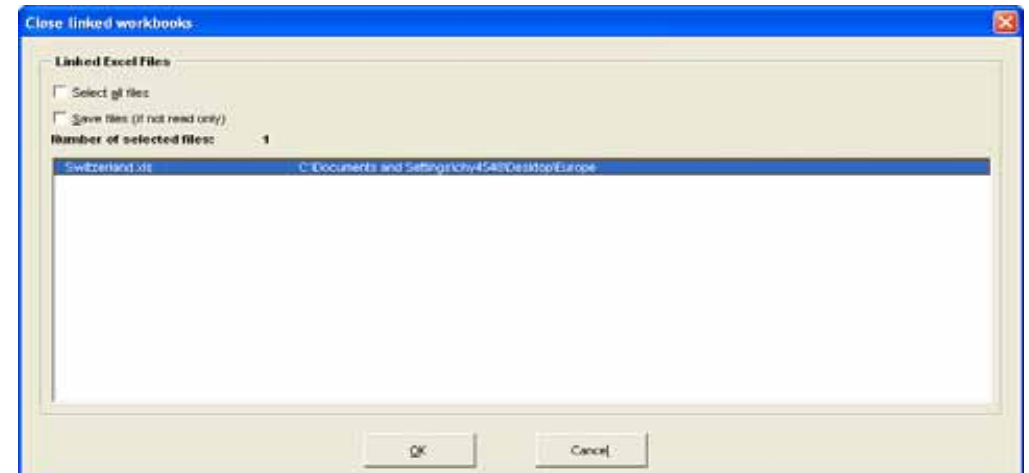 Close linked workbooks
Linked Excel Files
Select all files
Save files (if not read only)
Number of selected files: 1
Switzerland.xls C:\Documents and Settings\chy4548\Desktop\Europe
OK
Cancel